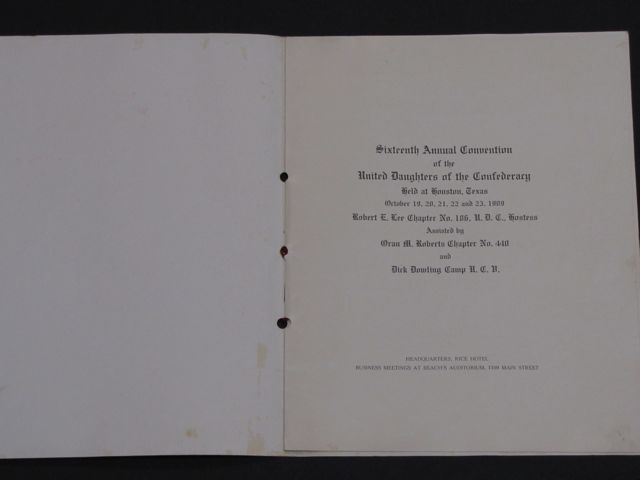 Sixteenth Annual Convention
of the
United Daughters of the Confederacy
Held at Houston, Texas
October 19, 20, 21, 22 and 23, 1909
Robert E. Lee Chapter No. 186, U. D. C., Hostess
Assisted by
Oran M. Roberts Chapter No. 440
and
Dick Dowling Camp U. C. V.
HEADQUARTERS, RICE HOTEL
BUSINESS MEETINGS AT BEACH'S AUDITORIUM, MAIN STREET